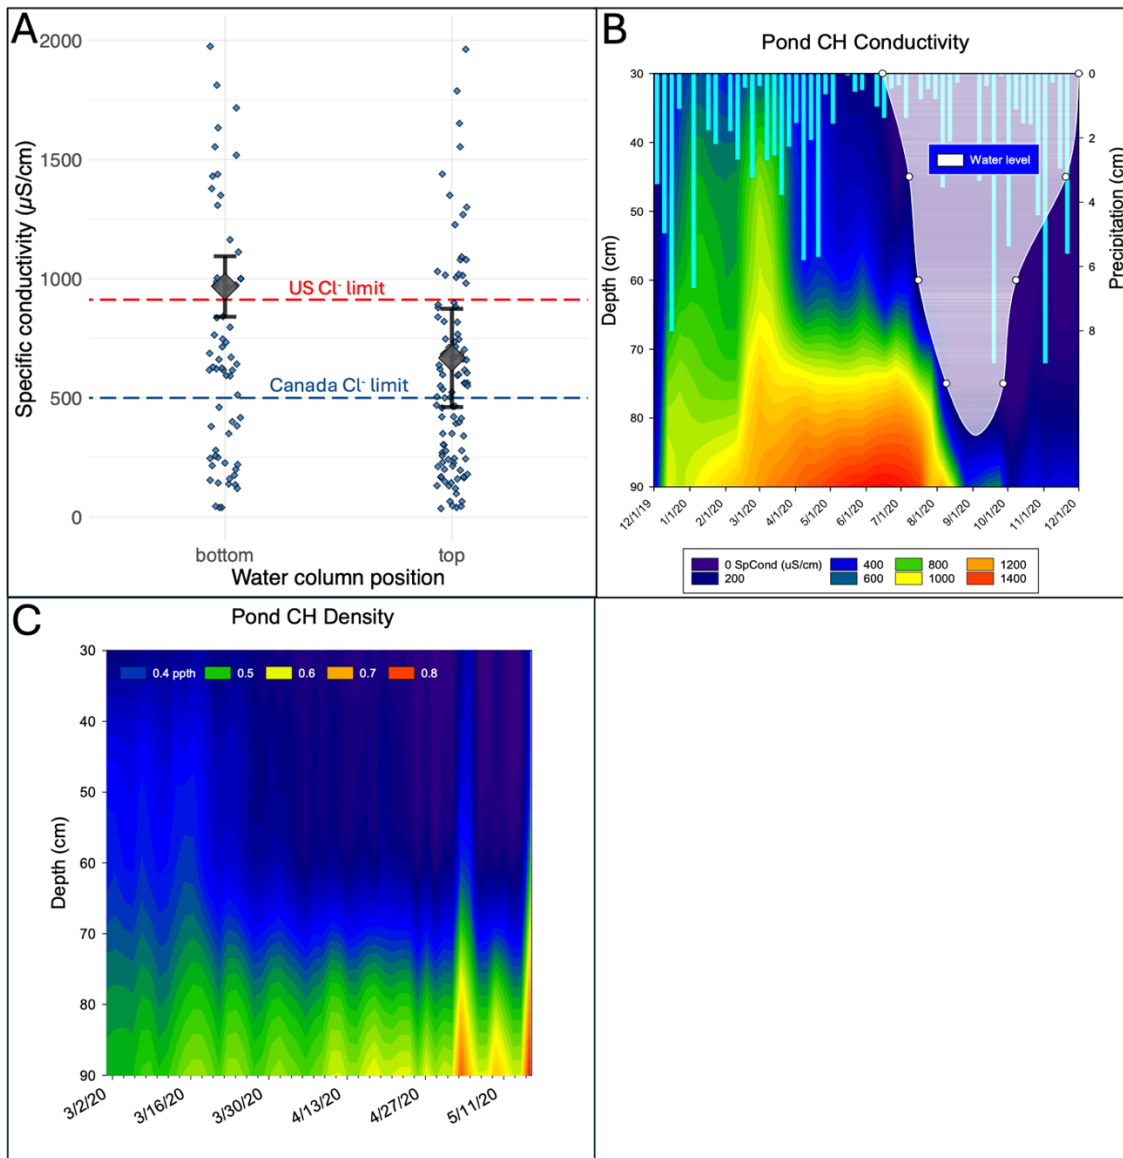 A
2000
1500
1000
500
0
Specific conductivity (µS/cm)
US Cl- limit
Canada Cl- limit
bottom
top
Water column position
B
Pond CH Conductivity
30
40
50
60
70
80
90
Depth (cm)
Water level
0
2
4
6
8
Precipitation (cm)
12/1/19
1/1/20
2/1/20
3/1/20
4/1/20
5/1/20
6/1/20
7/1/20
8/1/20
9/1/20
10/1/20
11/1/20
12/1/20
0 SpCond (uS/cm) 400 800 1200
200 600 1000 1400
C
Pond CH Density
0.4 ppth 0.5 0.6 0.7 0.8
30
40
50
60
70
80
90
Depth (cm)
3/2/20
3/16/20
3/30/20
4/13/20
4/27/20
5/11/20